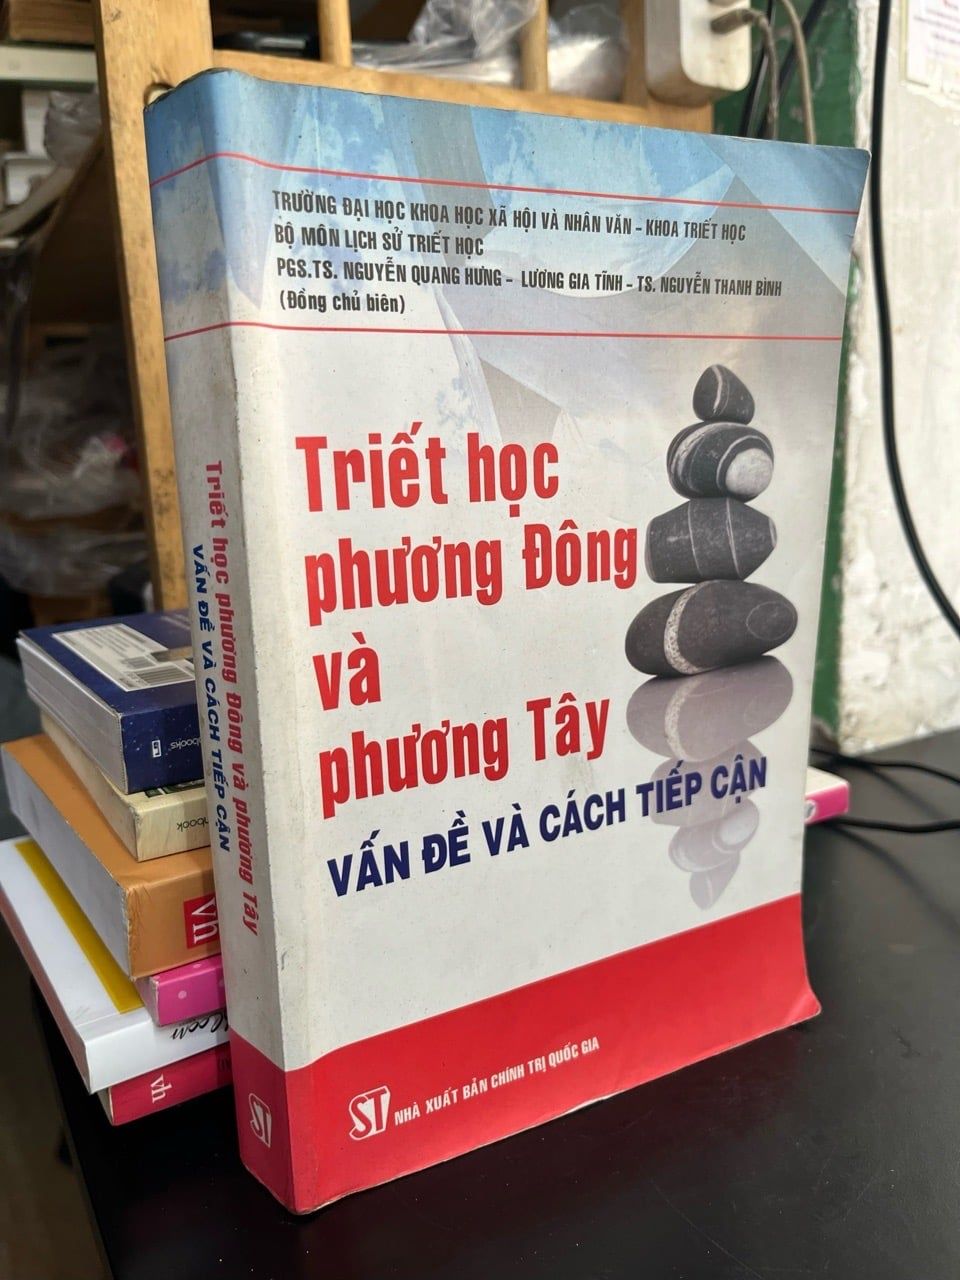 TRƯỜNG ĐẠI HỌC KHOA HỌC XÃ HỘI VÀ NHÂN VĂN - KHOA TRIẾT HỌC
BỘ MÔN LỊCH SỬ TRIẾT HỌC
PGS.TS. NGUYỄN QUANG HƯNG - LƯƠNG GIA TĨNH - TS. NGUYỄN THANH BÌNH
(Đồng chủ biên)
Triết học
phương Đông
và
phương Tây
VẤN ĐỀ VÀ CÁCH TIẾP CẬN
ST NHÀ XUẤT BẢN CHÍNH TRỊ QUỐC GIA
Triết học phương Đông và phương Tây
VẤN ĐỀ VÀ CÁCH TIẾP CẬN
ST
vh
vh